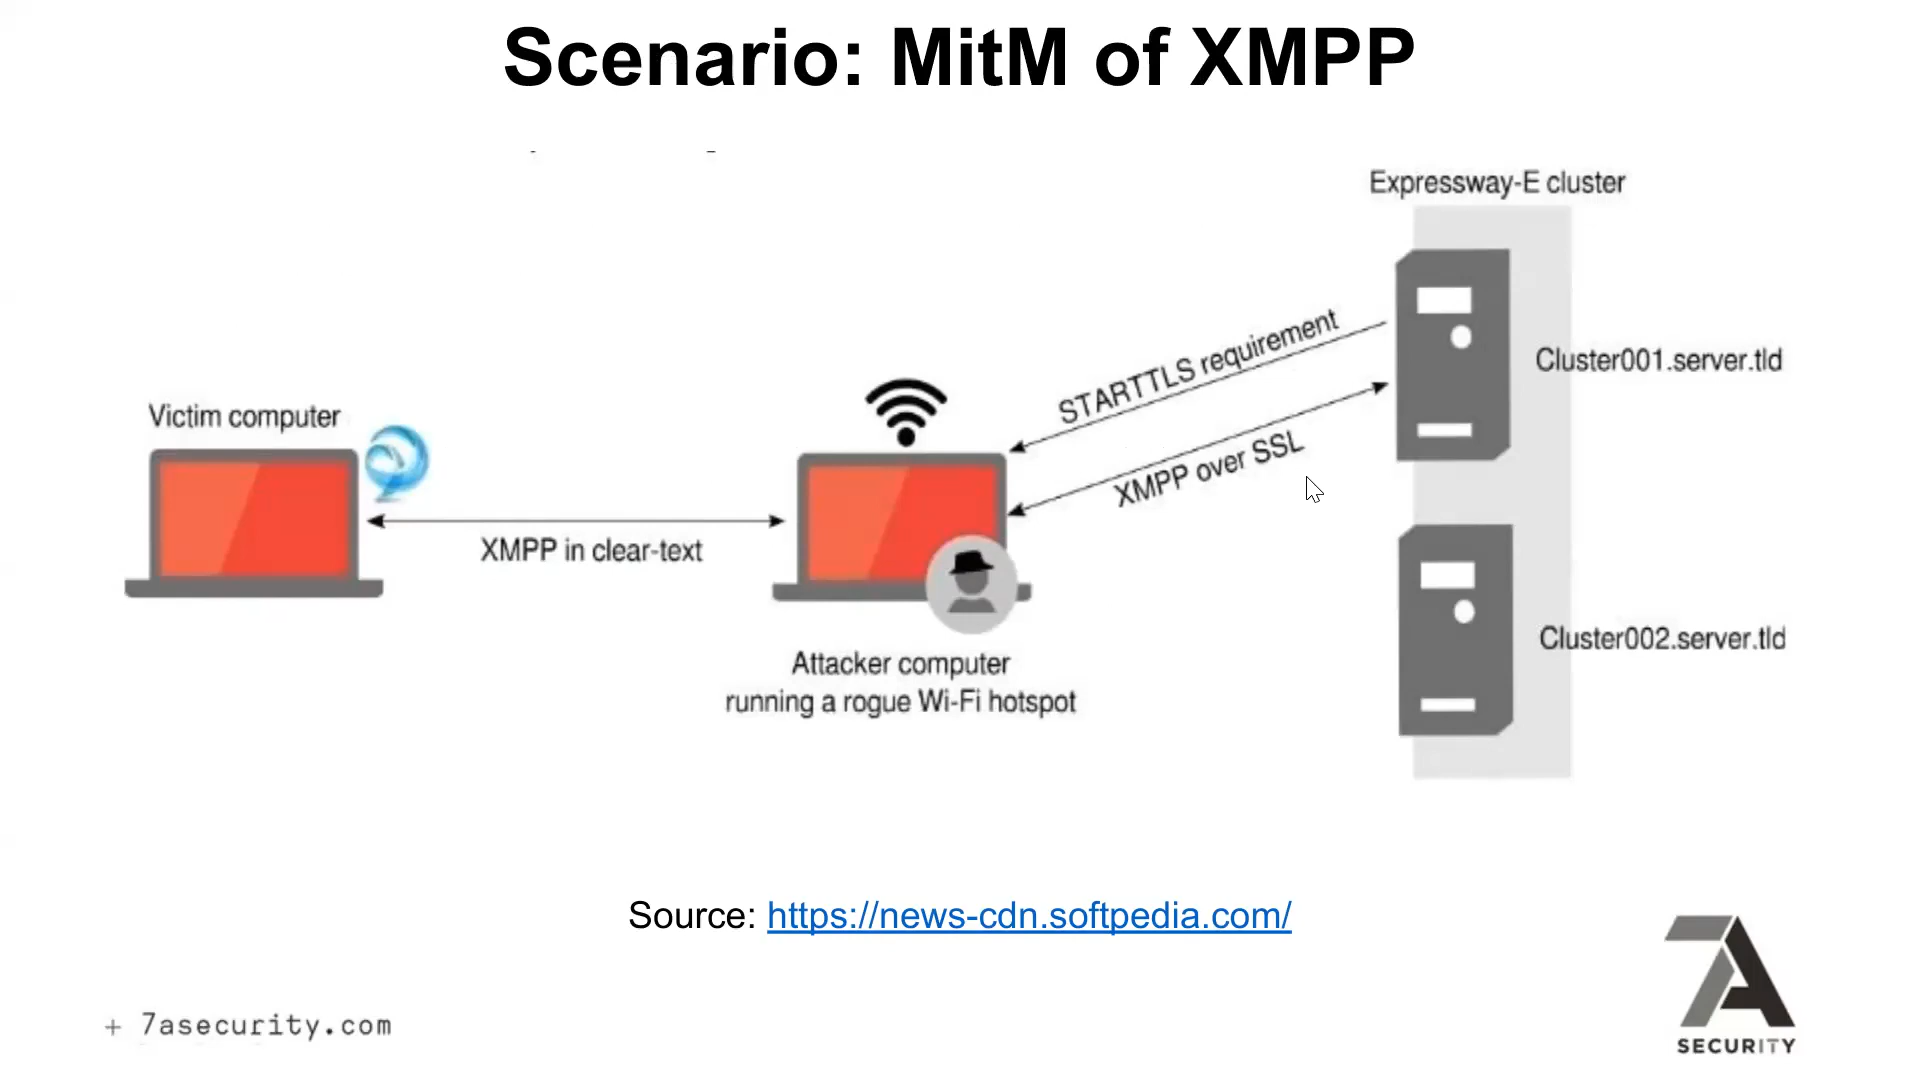 Scenario: MitM of XMPP
Expressway-E cluster
STARTTLS requirement
Cluster001.server.tld
Victim computer
XMPP over SSL
XMPP in clear-text
Cluster002.server.tld
Attacker computer
running a rogue Wi-Fi hotspot
Source: https://news-cdn.softpedia.com/
+ 7asecurity.com
7A
SECURITY